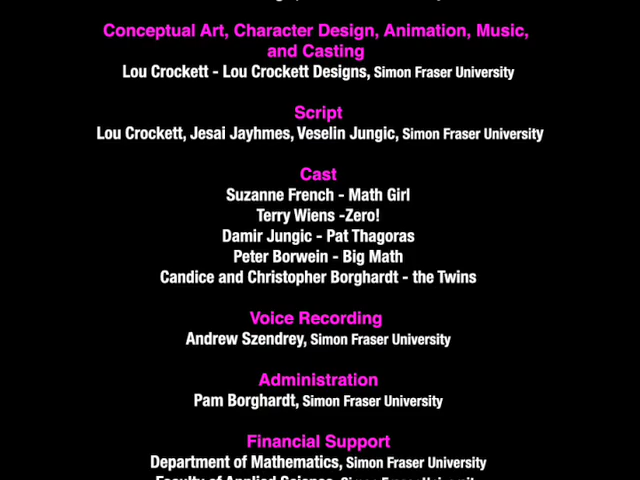 Conceptual Art, Character Design, Animation, Music,
and Casting
Lou Crockett - Lou Crockett Designs, Simon Fraser University
Script
Lou Crockett, Jesai Jayhmes, Veselin Jungic, Simon Fraser University
Cast
Suzanne French - Math Girl
Terry Wiens -Zero!
Damir Jungic - Pat Thagoras
Peter Borwein - Big Math
Candice and Christopher Borghardt - the Twins
Voice Recording
Andrew Szendrey, Simon Fraser University
Administration
Pam Borghardt, Simon Fraser University
Financial Support
Department of Mathematics, Simon Fraser University
Faculty of Applied Science, Simon Fraser University